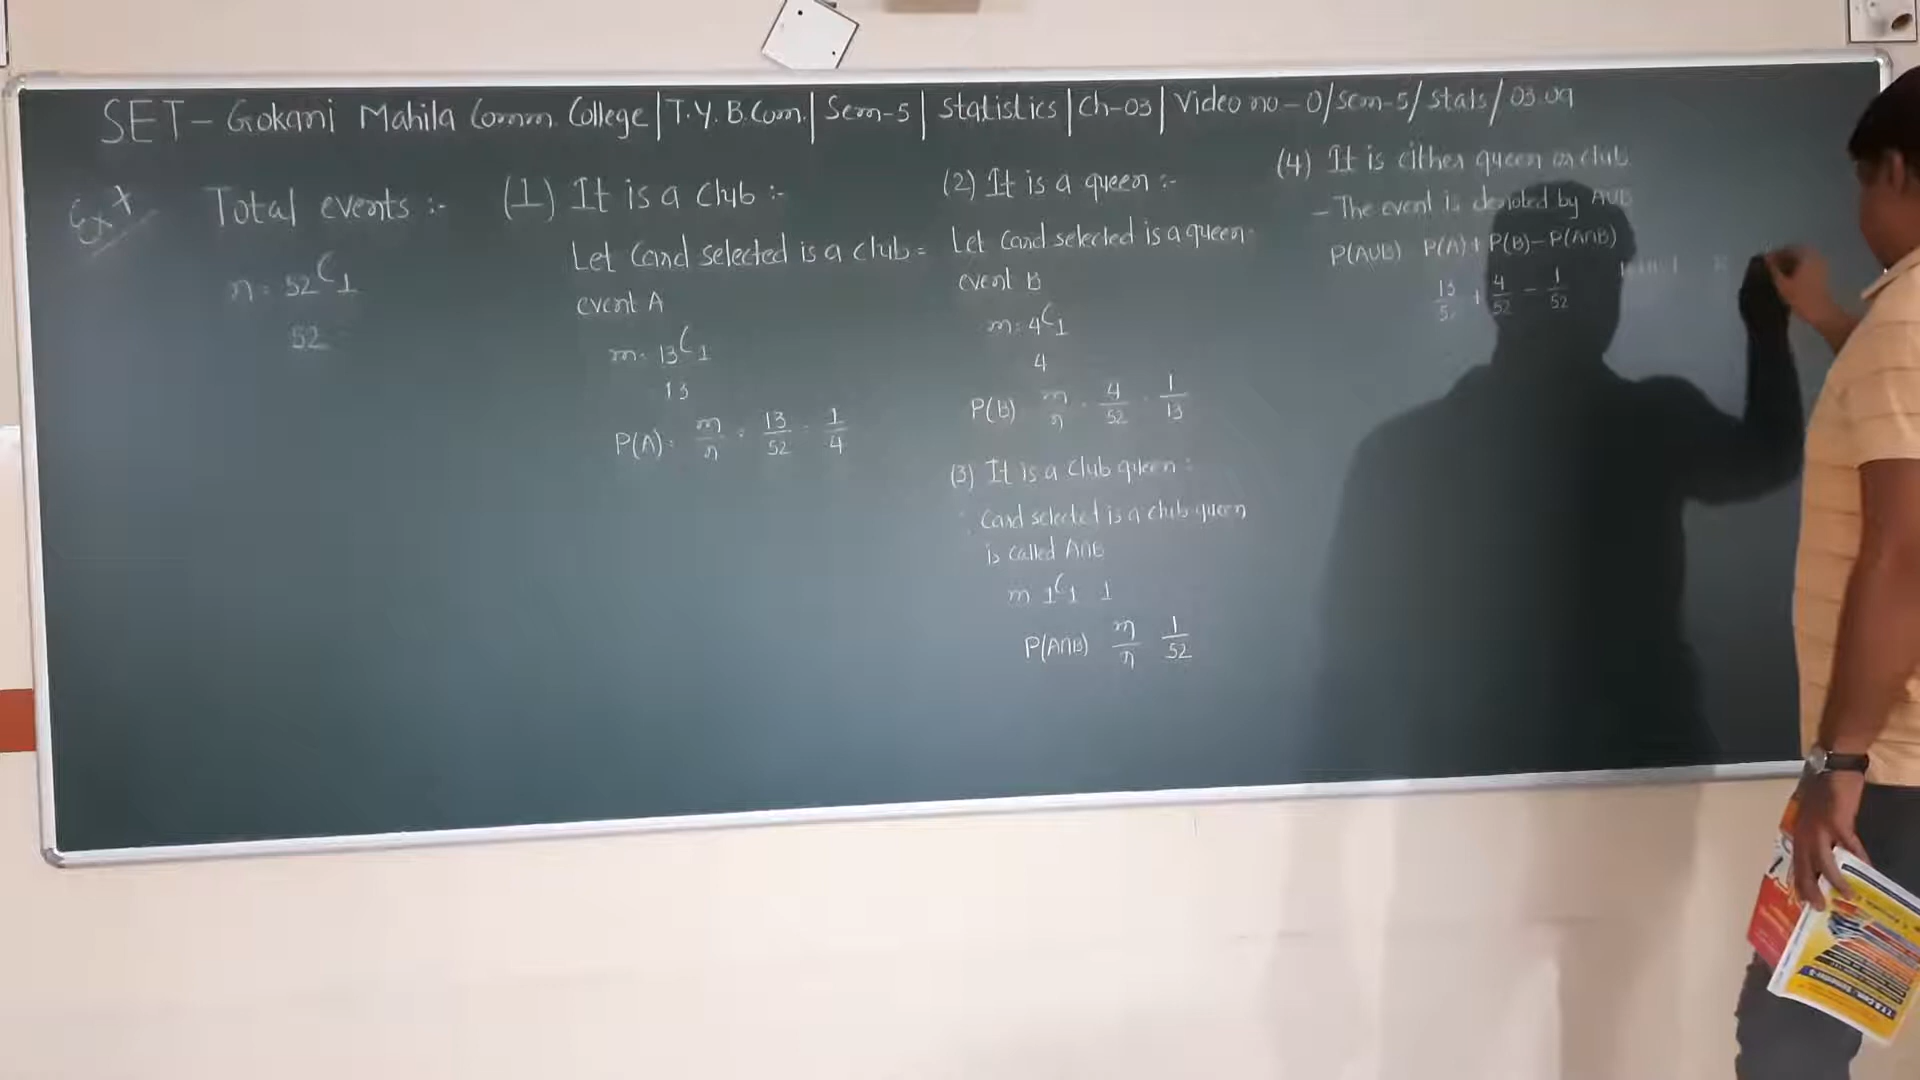 SET - Gokani Mahila Comm. College | T.Y. B.Com. | Sem-5 | Statistics | Ch-03 | Video no - 0/Sem-5/Stats/03.09
Ex
Total events :-
n = 52C1
52
(1) It is a club :-
Let Card selected is a club =
event A
m = 13C1
13
P(A) = m/n = 13/52 = 1/4
(2) It is a queen :-
Let Card selected is a queen
event B
m = 4C1
4
P(B) m/n = 4/52 = 1/13
(3) It is a club queen :
Card selected is a club queen
is called A∩B
m 1C1 1
P(A∩B) m/n 1/52
(4) It is either queen or club
- The event is denoted by AUB
P(AUB) P(A) + P(B) - P(A∩B)
13/5 + 4/52 - 1/52